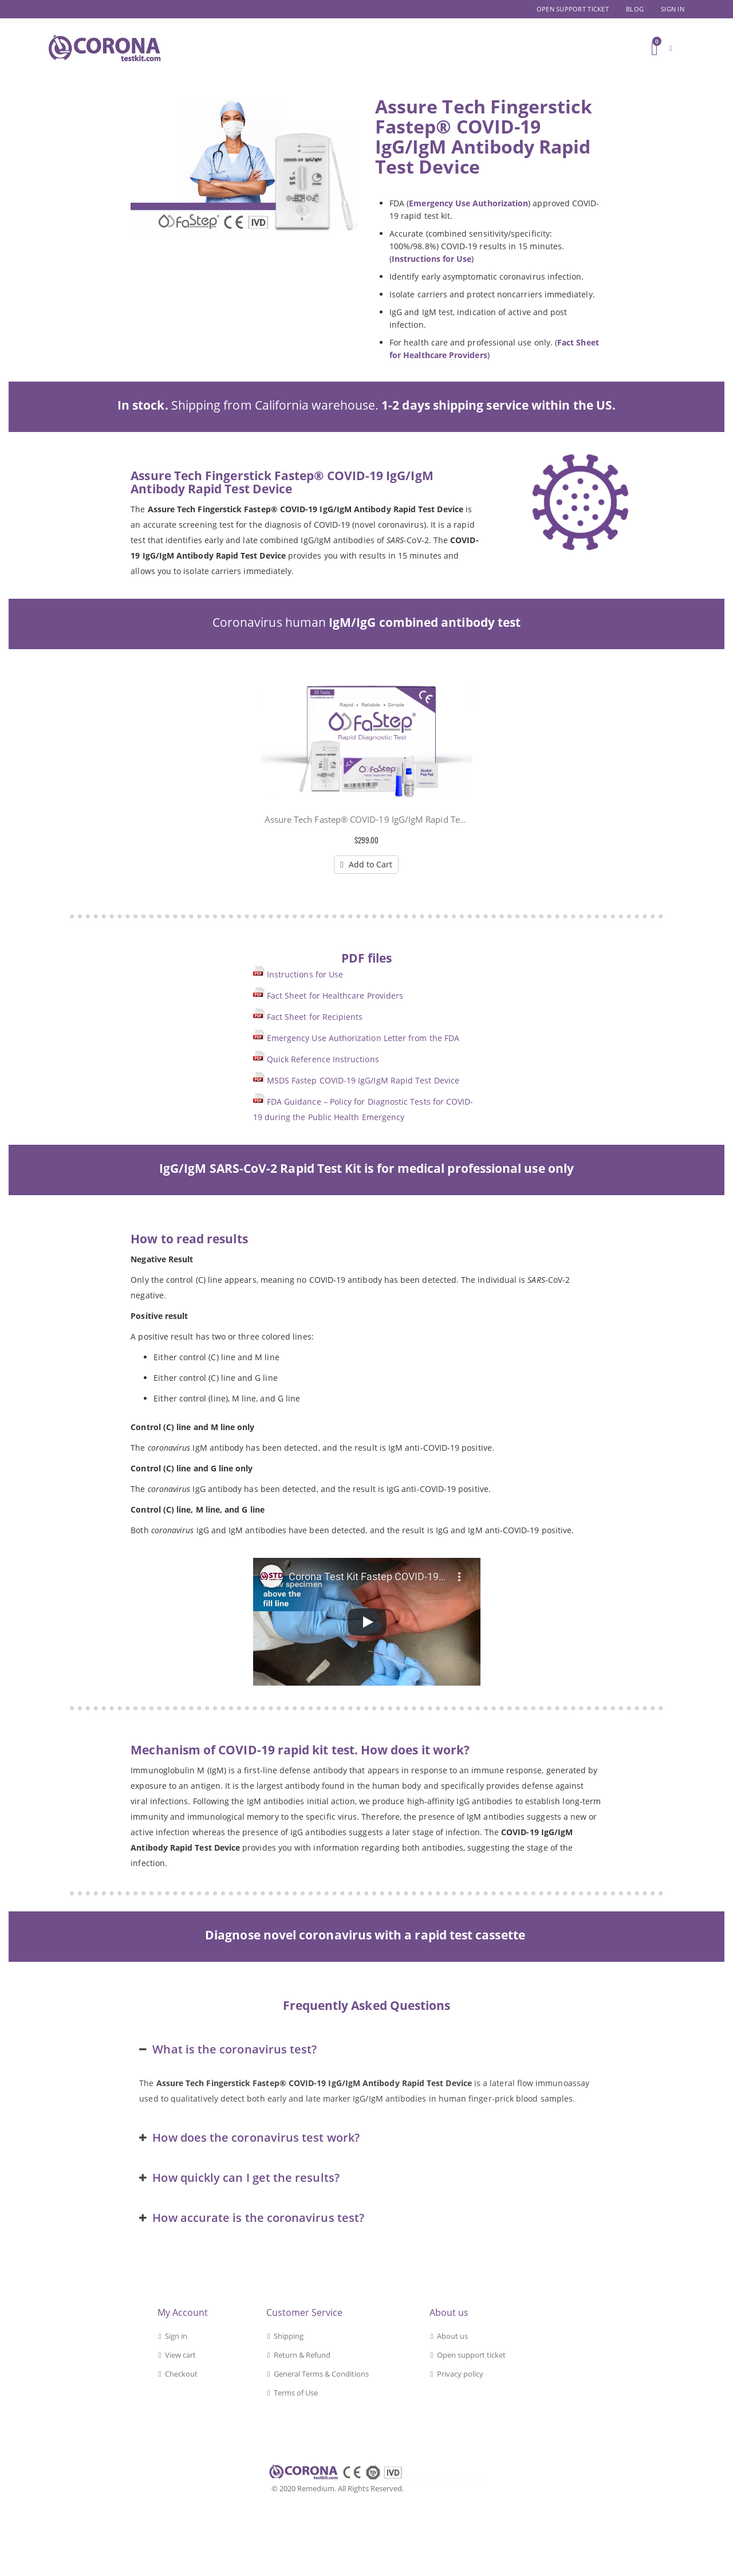 OPEN SUPPORT TICKET BLOG SIGN IN
CORONA
testkit.com
0
Assure Tech Fingerstick
Fastep® COVID-19
IgG/IgM Antibody Rapid
Test Device
COVID-19 IgG/IgM
FaStep® CE IVD
FDA (Emergency Use Authorization) approved COVID-
19 rapid test kit.
Accurate (combined sensitivity/specificity:
100%/98.8%) COVID-19 results in 15 minutes.
(Instructions for Use)
Identify early asymptomatic coronavirus infection.
Isolate carriers and protect noncarriers immediately.
IgG and IgM test, indication of active and post
infection.
For health care and professional use only. (Fact Sheet
for Healthcare Providers)
In stock. Shipping from California warehouse. 1-2 days shipping service within the US.
Assure Tech Fingerstick Fastep® COVID-19 IgG/IgM
Antibody Rapid Test Device
The Assure Tech Fingerstick Fastep® COVID-19 IgG/IgM Antibody Rapid Test Device is
an accurate screening test for the diagnosis of COVID-19 (novel coronavirus). It is a rapid
test that identifies early and late combined IgG/IgM antibodies of SARS-CoV-2. The COVID-
19 IgG/IgM Antibody Rapid Test Device provides you with results in 15 minutes and
allows you to isolate carriers immediately.
Coronavirus human IgM/IgG combined antibody test
20 Tests
CE
Rapid • Reliable • Simple
FaStep®
Rapid Diagnostic Test
FaStep
Alcohol
Prep Pad
Assure Tech Fastep® COVID-19 IgG/IgM Rapid Te...
$299.00
Add to Cart
PDF files
Instructions for Use
Fact Sheet for Healthcare Providers
Fact Sheet for Recipients
Emergency Use Authorization Letter from the FDA
Quick Reference Instructions
MSDS Fastep COVID-19 IgG/IgM Rapid Test Device
FDA Guidance – Policy for Diagnostic Tests for COVID-
19 during the Public Health Emergency
IgG/IgM SARS-CoV-2 Rapid Test Kit is for medical professional use only
How to read results
Negative Result
Only the control (C) line appears, meaning no COVID-19 antibody has been detected. The individual is SARS-CoV-2
negative.
Positive result
A positive result has two or three colored lines:
Either control (C) line and M line
Either control (C) line and G line
Either control (line), M line, and G line
Control (C) line and M line only
The coronavirus IgM antibody has been detected, and the result is IgM anti-COVID-19 positive.
Control (C) line and G line only
The coronavirus IgG antibody has been detected, and the result is IgG anti-COVID-19 positive.
Control (C) line, M line, and G line
Both coronavirus IgG and IgM antibodies have been detected, and the result is IgG and IgM anti-COVID-19 positive.
STD
Corona Test Kit Fastep COVID-19...
specimen
above the
fill line
Mechanism of COVID-19 rapid kit test. How does it work?
Immunoglobulin M (IgM) is a first-line defense antibody that appears in response to an immune response, generated by
exposure to an antigen. It is the largest antibody found in the human body and specifically provides defense against
viral infections. Following the IgM antibodies initial action, we produce high-affinity IgG antibodies to establish long-term
immunity and immunological memory to the specific virus. Therefore, the presence of IgM antibodies suggests a new or
active infection whereas the presence of IgG antibodies suggests a later stage of infection. The COVID-19 IgG/IgM
Antibody Rapid Test Device provides you with information regarding both antibodies, suggesting the stage of the
infection.
Diagnose novel coronavirus with a rapid test cassette
Frequently Asked Questions
What is the coronavirus test?
The Assure Tech Fingerstick Fastep® COVID-19 IgG/IgM Antibody Rapid Test Device is a lateral flow immunoassay
used to qualitatively detect both early and late marker IgG/IgM antibodies in human finger-prick blood samples.
How does the coronavirus test work?
How quickly can I get the results?
How accurate is the coronavirus test?
My Account
Sign in
View cart
Checkout
Customer Service
Shipping
Return & Refund
General Terms & Conditions
Terms of Use
About us
About us
Open support ticket
Privacy policy
CORONA
testkit.com
CE IVD
© 2020 Remedium. All Rights Reserved.